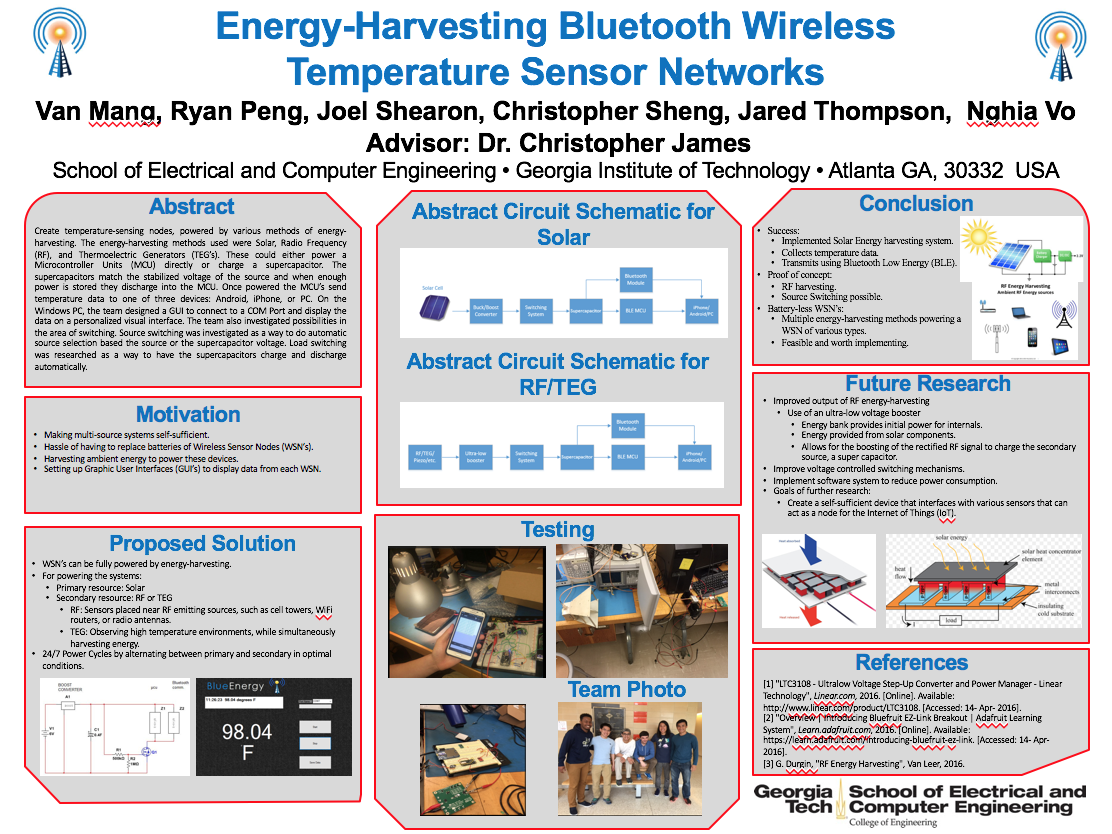 Energy-Harvesting Bluetooth Wireless
Temperature Sensor Networks
Van Mang, Ryan Peng, Joel Shearon, Christopher Sheng, Jared Thompson, Nghia Vo
Advisor: Dr. Christopher James
School of Electrical and Computer Engineering • Georgia Institute of Technology • Atlanta GA, 30332 USA
Abstract
Create temperature-sensing nodes, powered by various methods of energy-
harvesting. The energy-harvesting methods used were Solar, Radio Frequency
(RF), and Thermoelectric Generators (TEG's). These could either power a
Microcontroller Units (MCU) directly or charge a supercapacitor. The
supercapacitors match the stabilized voltage of the source and when enough
power is stored they discharge into the MCU. Once powered the MCU's send
temperature data to one of three devices: Android, iPhone, or PC. On the
Windows PC, the team designed a GUI to connect to a COM Port and display the
data on a personalized visual interface. The team also investigated possibilities in
the area of switching. Source switching was investigated as a way to do automatic
source selection based the source or the supercapacitor voltage. Load switching
was researched as a way to have the supercapacitors charge and discharge
automatically.
Motivation
• Making multi-source systems self-sufficient.
• Hassle of having to replace batteries of Wireless Sensor Nodes (WSN's).
• Harvesting ambient energy to power these devices.
• Setting up Graphic User Interfaces (GUI's) to display data from each WSN.
Proposed Solution
• WSN's can be fully powered by energy-harvesting.
• For powering the systems:
• Primary resource: Solar
• Secondary resource: RF or TEG
• RF: Sensors placed near RF emitting sources, such as cell towers, WiFi
routers, or radio antennas.
• TEG: Observing high temperature environments, while simultaneously
harvesting energy.
• 24/7 Power Cycles by alternating between primary and secondary in optimal
conditions.
BOOST
CONVERTER
Bluetooth
comm.
A1
Z1
Z2
V1
C1
R1
R2
Q1
BlueEnergy
98.04
F
Abstract Circuit Schematic for
Solar
Solar Cell
Buck/Boost
Converter
Switching
System
Supercapacitor
Bluetooth
Module
BLE MCU
iPhone/
Android/PC
Abstract Circuit Schematic for
RF/TEG
RF/TEG/
Piezo/etc.
Ultra-low
booster
Switching
System
Supercapacitor
Bluetooth
Module
BLE MCU
iPhone/
Android/PC
Testing
Team Photo
Conclusion
• Success:
• Implemented Solar Energy harvesting system.
• Collects temperature data.
• Transmits using Bluetooth Low Energy (BLE).
• Proof of concept:
• RF harvesting.
• Source Switching possible.
• Battery-less WSN's:
• Multiple energy-harvesting methods powering a
WSN of various types.
• Feasible and worth implementing.
RF Energy Harvesting
Ambient RF Energy sources
Future Research
• Improved output of RF energy-harvesting
• Use of an ultra-low voltage booster
• Energy bank provides initial power for internals.
• Energy provided from solar components.
• Allows for the boosting of the rectified RF signal to charge the secondary
source, a super capacitor.
• Improve voltage controlled switching mechanisms.
• Implement software system to reduce power consumption.
• Goals of further research:
• Create a self-sufficient device that interfaces with various sensors that can
act as a node for the Internet of Things (IoT).
solar energy
solar heat concentrator
element
heat
flow
metal
interconnects
insulating
cold substrate
load
References
[1] "LTC3108 - Ultralow Voltage Step-Up Converter and Power Manager - Linear
Technology", Linear.com, 2016. [Online]. Available:
http://www.linear.com/product/LTC3108. [Accessed: 14- Apr- 2016].
[2] "Overview | Introducing Bluefruit EZ-Link Breakout | Adafruit Learning
System", Learn.adafruit.com, 2016. [Online]. Available:
https://learn.adafruit.com/introducing-bluefruit-ez-link. [Accessed: 14- Apr-
2016].
[3] G. Durgin, "RF Energy Harvesting", Van Leer, 2016.
Georgia Tech
School of Electrical and
Computer Engineering
College of Engineering